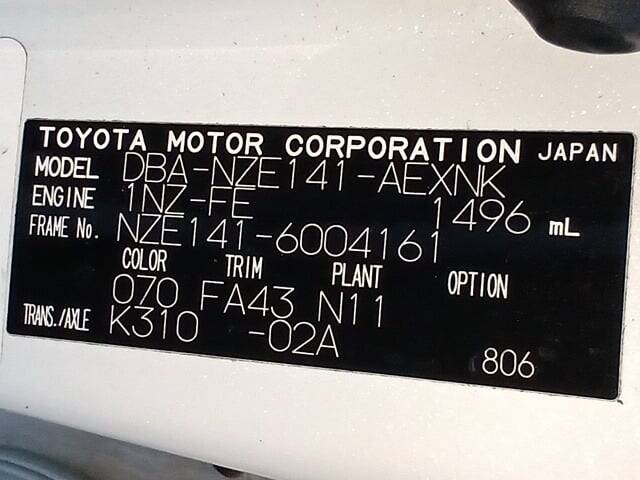 TOYOTA MOTOR CORPORATION JAPAN
MODEL DBA-NZE141-AEXNK
ENGINE 1NZ-FE 1496 mL
FRAME No. NZE141-6004161
COLOR TRIM PLANT OPTION
070 FA43 N11
TRANS./AXLE K310 -02A
806